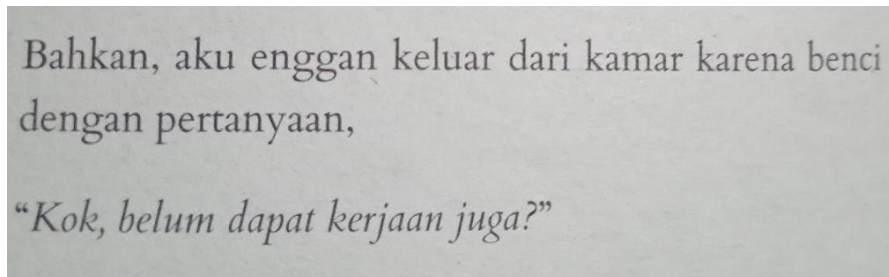 Bahkan, aku enggan keluar dari kamar karena benci
dengan pertanyaan,
“Kok, belum dapat kerjaan juga?”